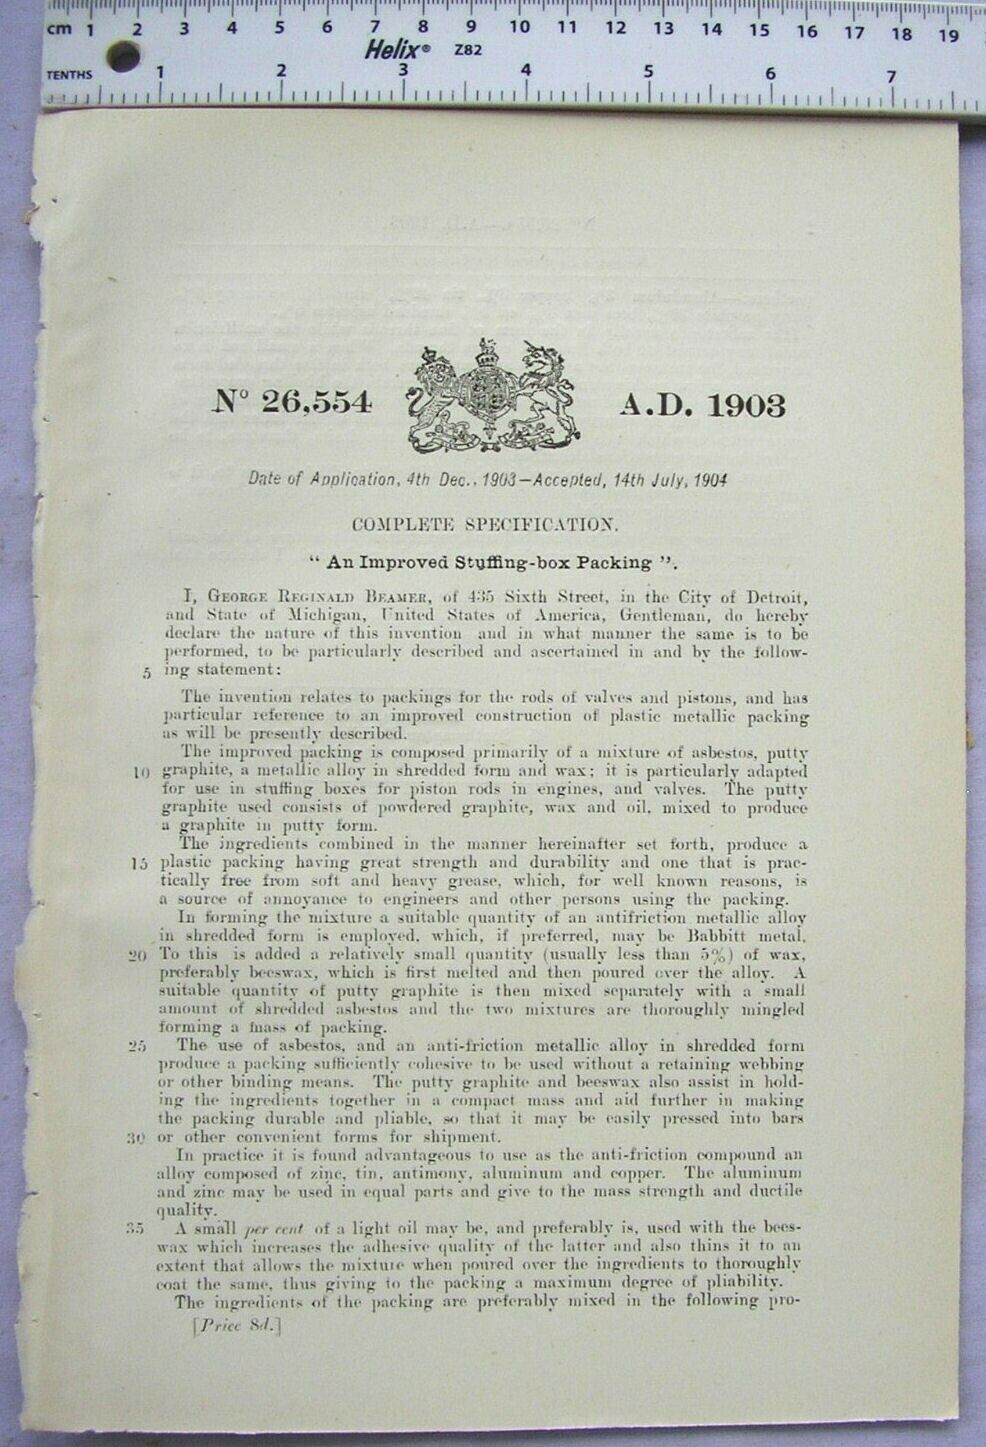 cm 1 2 3 4 5 6 7 8 9 10 11 12 13 14 15 16 17 18 19
Helix® Z82
TENTHS 1 2 3 4 5 6 7
No 26,554 A.D. 1903
Date of Application, 4th Dec., 1903—Accepted, 14th July, 1904
COMPLETE SPECIFICATION.
“ An Improved Stuffing-box Packing ”.
I, GEORGE REGINALD BEAMER, of 435 Sixth Street, in the City of Detroit,
and State of Michigan, United States of America, Gentleman, do hereby
declare the nature of this invention and in what manner the same is to be
performed, to be particularly described and ascertained in and by the follow-
5 ing statement:
The invention relates to packings for the rods of valves and pistons, and has
particular reference to an improved construction of plastic metallic packing
as will be presently described.
The improved packing is composed primarily of a mixture of asbestos, putty
10 graphite, a metallic alloy in shredded form and wax; it is particularly adapted
for use in stuffing boxes for piston rods in engines, and valves. The putty
graphite used consists of powdered graphite, wax and oil, mixed to produce
a graphite in putty form.
The ingredients combined in the manner hereinafter set forth, produce a
15 plastic packing having great strength and durability and one that is prac-
tically free from soft and heavy grease, which, for well known reasons, is
a source of annoyance to engineers and other persons using the packing.
In forming the mixture a suitable quantity of an antifriction metallic alloy
in shredded form is employed, which, if preferred, may be Babbitt metal.
20 To this is added a relatively small quantity (usually less than 5%) of wax,
preferably beeswax, which is first melted and then poured over the alloy. A
suitable quantity of putty graphite is then mixed separately with a small
amount of shredded asbestos and the two mixtures are thoroughly mingled
forming a mass of packing.
25 The use of asbestos, and an anti-friction metallic alloy in shredded form
produce a packing sufficiently cohesive to be used without a retaining webbing
or other binding means. The putty graphite and beeswax also assist in hold-
ing the ingredients together in a compact mass and aid further in making
the packing durable and pliable, so that it may be easily pressed into bars
30 or other convenient forms for shipment.
In practice it is found advantageous to use as the anti-friction compound an
alloy composed of zinc, tin, antimony, aluminum and copper. The aluminum
and zinc may be used in equal parts and give to the mass strength and ductile
quality.
35 A small per cent of a light oil may be, and preferably is, used with the bees-
wax which increases the adhesive quality of the latter and also thins it to an
extent that allows the mixture when poured over the ingredients to thoroughly
coat the same, thus giving to the packing a maximum degree of pliability.
The ingredients of the packing are preferably mixed in the following pro-
[Price 8d.]